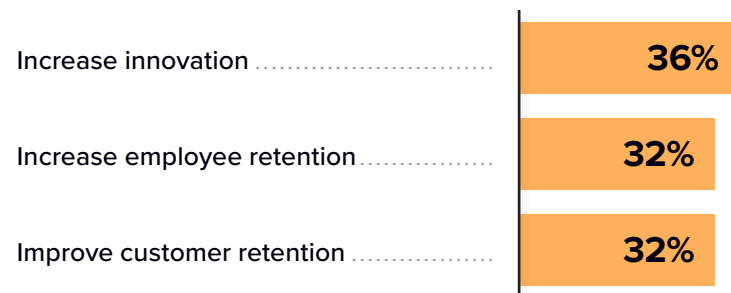 Increase innovation 36%
Increase employee retention 32%
Improve customer retention 32%